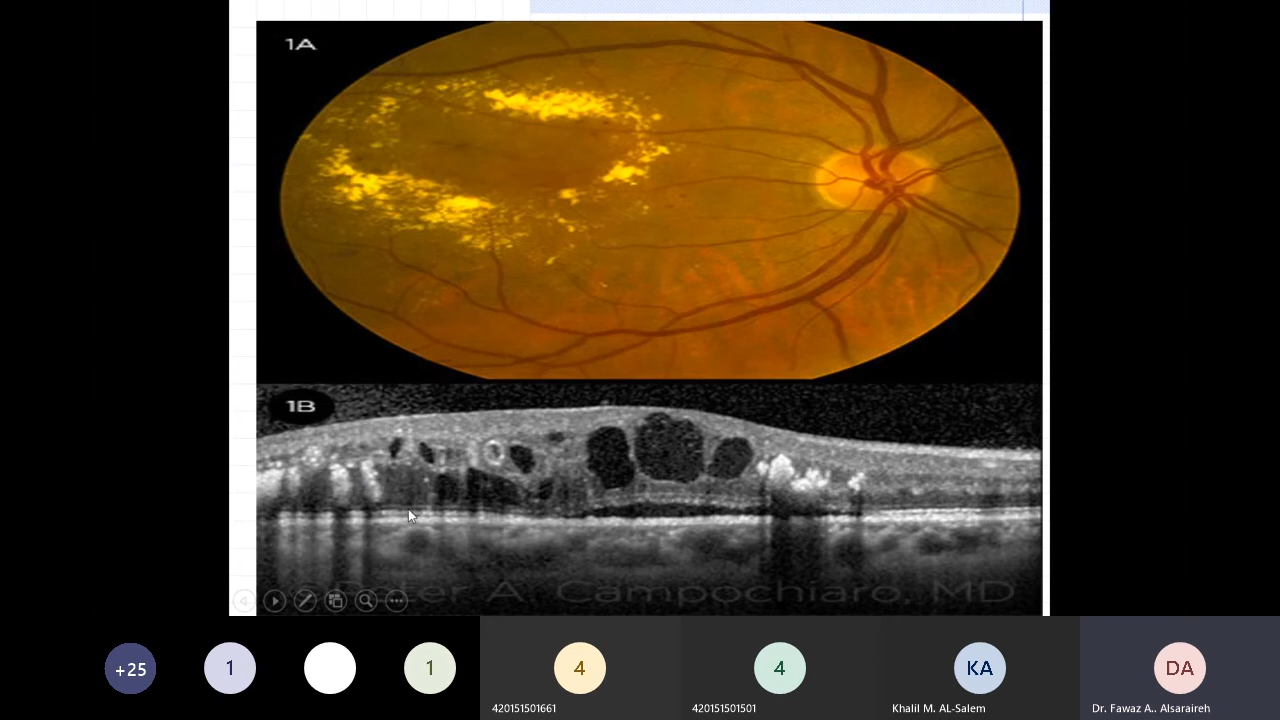 1A
1B
Peter A. Campochiaro, MD
+25
1
1
4
4
KA
DA
420151501661
420151501501
Khalil M. AL-Salem
Dr. Fawaz A.. Alsaraireh